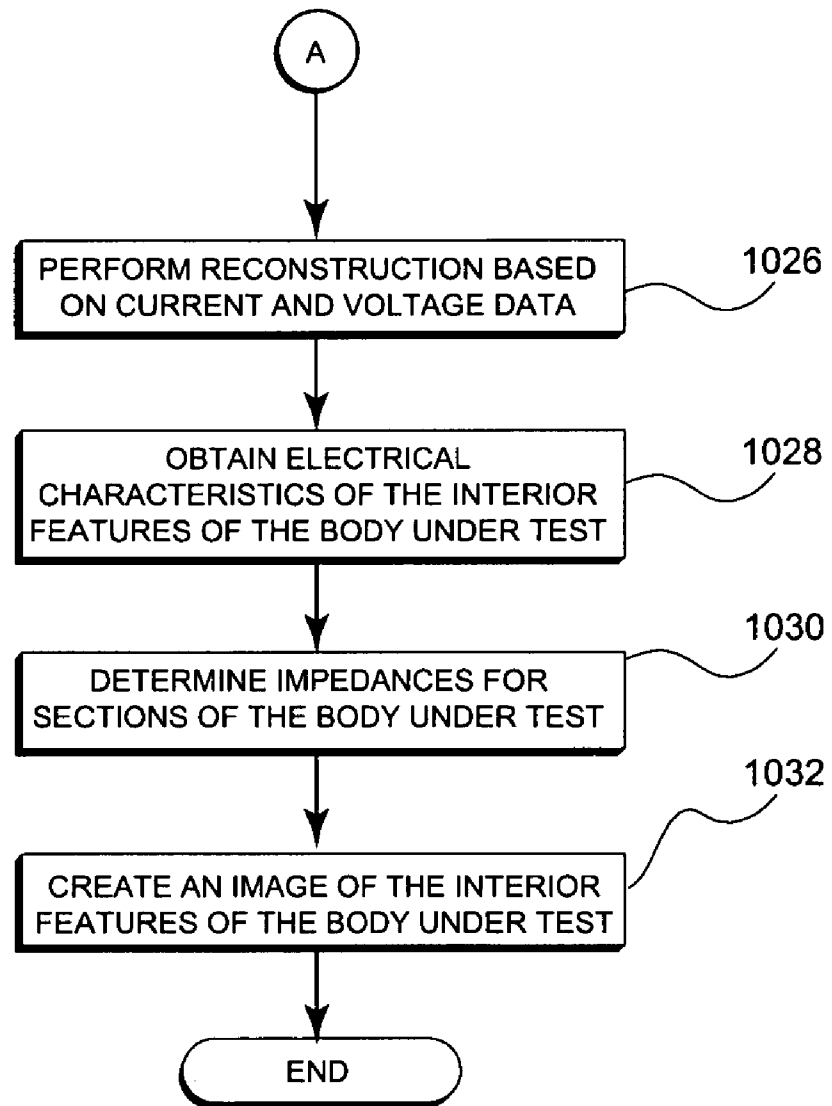 A
PERFORM RECONSTRUCTION BASED
ON CURRENT AND VOLTAGE DATA
1026
OBTAIN ELECTRICAL
CHARACTERISTICS OF THE INTERIOR
FEATURES OF THE BODY UNDER TEST
1028
DETERMINE IMPEDANCES FOR
SECTIONS OF THE BODY UNDER TEST
1030
CREATE AN IMAGE OF THE INTERIOR
FEATURES OF THE BODY UNDER TEST
1032
END